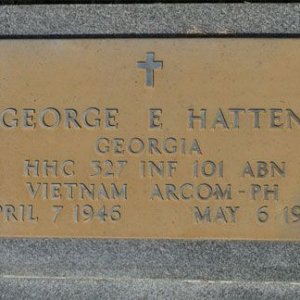 GEORGE E HATTEN
GEORGIA
HHC 327 INF 101 ABN
VIETNAM ARCOM-PH
PRIL 7 1946 MAY 6 19